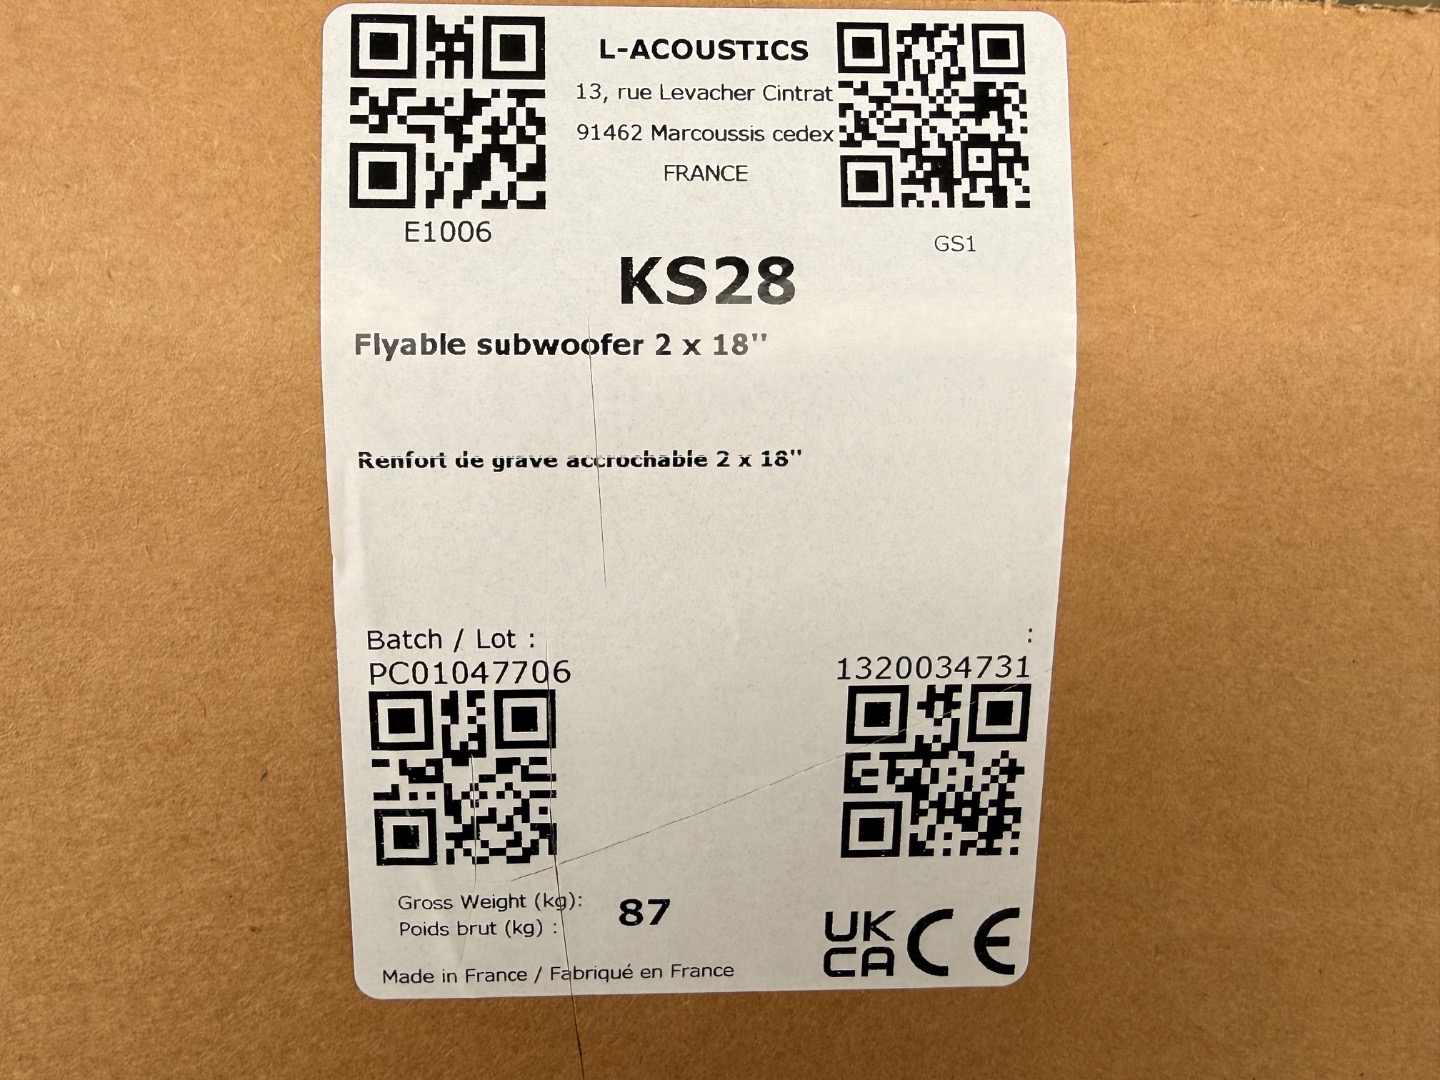 L-ACOUSTICS
13, rue Levacher Cintrat
91462 Marcoussis cedex
FRANCE
E1006
GS1
KS28
Flyable subwoofer 2 x 18"
Renfort de grave accrochable 2 x 18"
Batch / Lot :
:
PC01047706
1320034731
Gross Weight (kg):
Poids brut (kg) :
87
UK
CA
CE
Made in France / Fabriqué en France